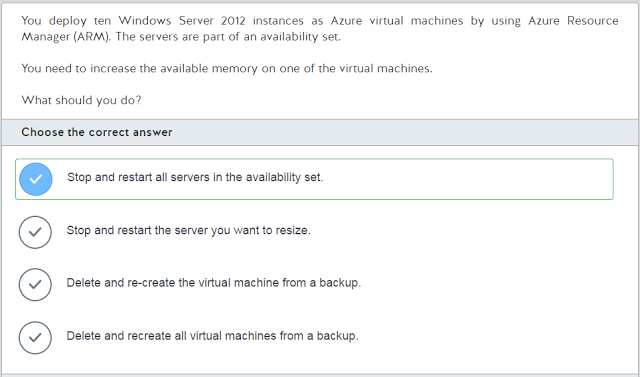 You deploy ten Windows Server 2012 instances as Azure virtual machines by using Azure Resource
Manager (ARM). The servers are part of an availability set.
You need to increase the available memory on one of the virtual machines.
What should you do?
Choose the correct answer
Stop and restart all servers in the availability set.
Stop and restart the server you want to resize.
Delete and re-create the virtual machine from a backup.
Delete and recreate all virtual machines from a backup.